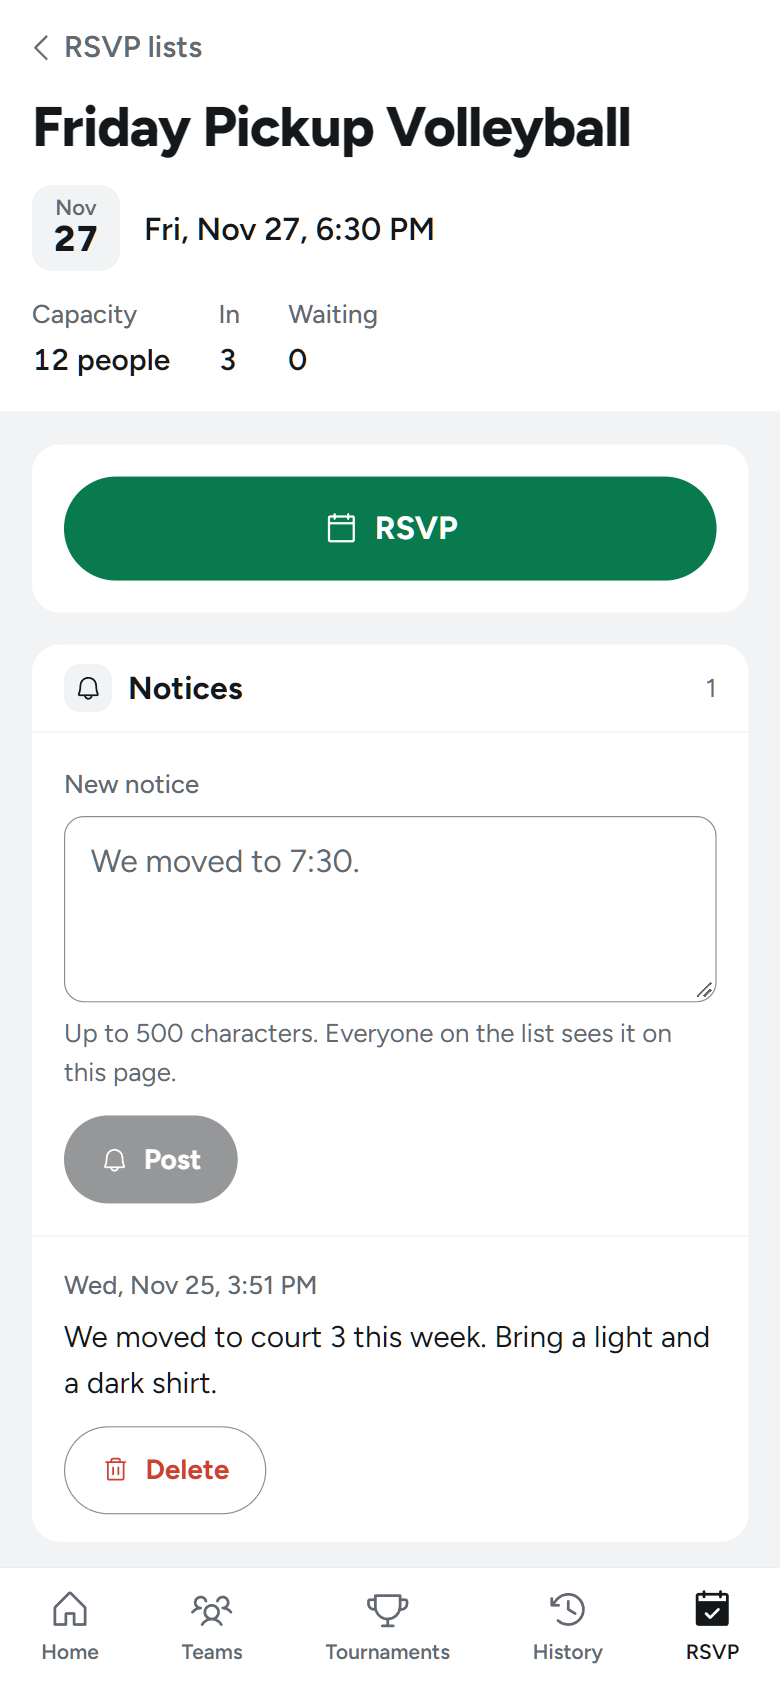 RSVP lists
Friday Pickup Volleyball
Nov
27
Fri, Nov 27, 6:30 PM
Capacity In Waiting
12 people 3 0
RSVP
Notices 1
New notice
We moved to 7:30.
Up to 500 characters. Everyone on the list sees it on
this page.
Post
Wed, Nov 25, 3:51 PM
We moved to court 3 this week. Bring a light and
a dark shirt.
Delete
Home Teams Tournaments History RSVP